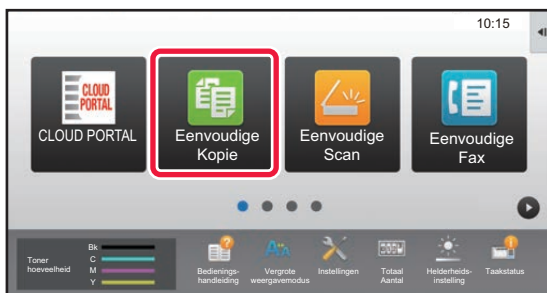 10:15
CLOUD
PORTAL
CLOUD PORTAL
Eenvoudige
Kopie
Eenvoudige
Scan
Eenvoudige
Fax
Toner
hoeveelheid
Bk
C
M
Y
Bedienings-
handleiding
Vergrote
weergavemodus
Instellingen
Totaal
Aantal
Helderheids-
instelling
Taakstatus